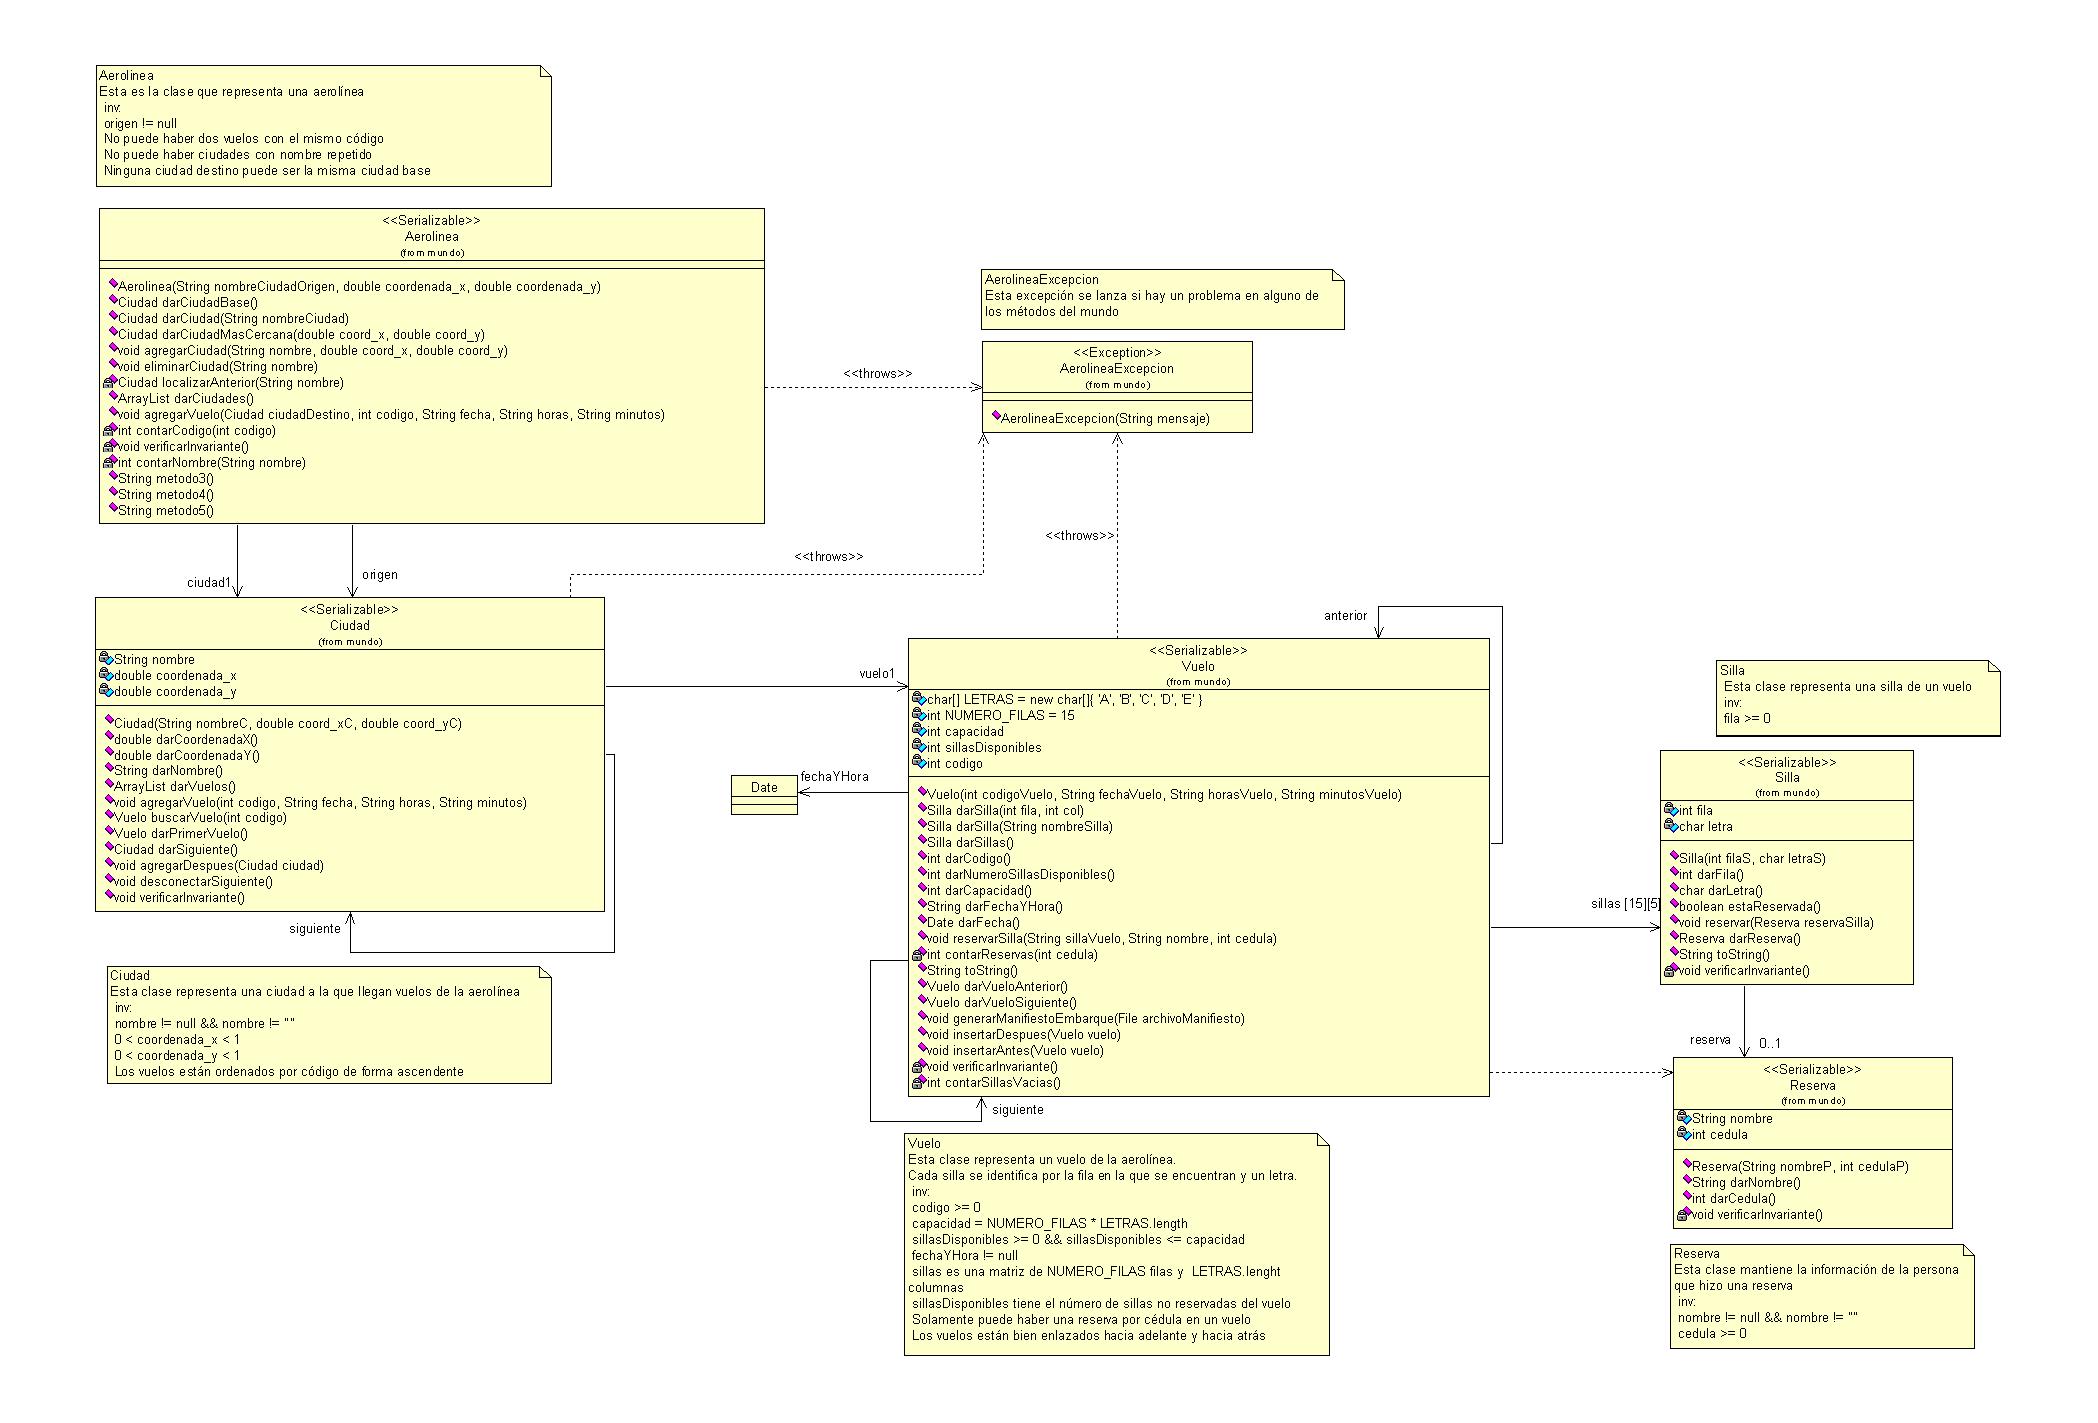 Aerolinea
Esta es la clase que representa una aerolínea
inv:
origen != null
No puede haber dos vuelos con el mismo código
No puede haber ciudades con nombre repetido
Ninguna ciudad destino puede ser la misma ciudad base
<<Serializable>>
Aerolinea
(from mundo)
Aerolinea(String nombreCiudadOrigen, double coordenada_x, double coordenada_y)
Ciudad darCiudadBase()
Ciudad darCiudad(String nombreCiudad)
Ciudad darCiudadMasCercana(double coord_x, double coord_y)
void agregarCiudad(String nombre, double coord_x, double coord_y)
void eliminarCiudad(String nombre)
Ciudad localizarAnterior(String nombre)
ArrayList darCiudades()
void agregarVuelo(Ciudad ciudadDestino, int codigo, String fecha, String horas, String minutos)
int contarCodigo(int codigo)
void verificarInvariante()
int contarNombre(String nombre)
String metodo3()
String metodo4()
String metodo5()
AerolineaExcepcion
Esta excepción se lanza si hay un problema en alguno de
los métodos del mundo
<<Exception>>
AerolineaExcepcion
(from mundo)
AerolineaExcepcion(String mensaje)
<<throws>>
<<throws>>
<<throws>>
ciudad1
origen
<<Serializable>>
Ciudad
(from mundo)
String nombre
double coordenada_x
double coordenada_y
Ciudad(String nombreC, double coord_xC, double coord_yC)
double darCoordenadaX()
double darCoordenadaY()
String darNombre()
ArrayList darVuelos()
void agregarVuelo(int codigo, String fecha, String horas, String minutos)
Vuelo buscarVuelo(int codigo)
Vuelo darPrimerVuelo()
Ciudad darSiguiente()
void agregarDespues(Ciudad ciudad)
void desconectarSiguiente()
void verificarInvariante()
siguiente
Ciudad
Esta clase representa una ciudad a la que llegan vuelos de la aerolínea
inv:
nombre != null && nombre != ""
0 < coordenada_x < 1
0 < coordenada_y < 1
Los vuelos están ordenados por código de forma ascendente
vuelo1
anterior
Date
fechaYHora
<<Serializable>>
Vuelo
(from mundo)
char[] LETRAS = new char[]{ 'A', 'B', 'C', 'D', 'E' }
int NUMERO_FILAS = 15
int capacidad
int sillasDisponibles
int codigo
Vuelo(int codigoVuelo, String fechaVuelo, String horasVuelo, String minutosVuelo)
Silla darSilla(int fila, int col)
Silla darSilla(String nombreSilla)
Silla darSillas()
int darCodigo()
int darNumeroSillasDisponibles()
int darCapacidad()
String darFechaYHora()
Date darFecha()
void reservarSilla(String sillaVuelo, String nombre, int cedula)
int contarReservas(int cedula)
String toString()
Vuelo darVueloAnterior()
Vuelo darVueloSiguiente()
void generarManifiestoEmbarque(File archivoManifiesto)
void insertarDespues(Vuelo vuelo)
void insertarAntes(Vuelo vuelo)
void verificarInvariante()
int contarSillasVacias()
siguiente
Vuelo
Esta clase representa un vuelo de la aerolínea.
Cada silla se identifica por la fila en la que se encuentran y un letra.
inv:
codigo >= 0
capacidad = NUMERO_FILAS * LETRAS.length
sillasDisponibles >= 0 && sillasDisponibles <= capacidad
fechaYHora != null
sillas es una matriz de NUMERO_FILAS filas y LETRAS.lenght
columnas
sillasDisponibles tiene el número de sillas no reservadas del vuelo
Solamente puede haber una reserva por cédula en un vuelo
Los vuelos están bien enlazados hacia adelante y hacia atrás
Silla
Esta clase representa una silla de un vuelo
inv:
fila >= 0
<<Serializable>>
Silla
(from mundo)
int fila
char letra
Silla(int filaS, char letraS)
int darFila()
char darLetra()
boolean estaReservada()
void reservar(Reserva reservaSilla)
Reserva darReserva()
String toString()
void verificarInvariante()
sillas [15][5]
reserva
0..1
<<Serializable>>
Reserva
(from mundo)
String nombre
int cedula
Reserva(String nombreP, int cedulaP)
String darNombre()
int darCedula()
void verificarInvariante()
Reserva
Esta clase mantiene la información de la persona
que hizo una reserva
inv:
nombre != null && nombre != ""
cedula >= 0